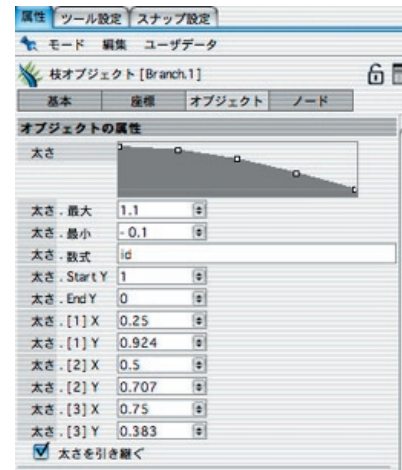 属性 ツール設定 スナップ設定
モード 編集 ユーザデータ
枝オブジェクト [Branch.1]
基本 座標 オブジェクト ノード
オブジェクトの属性
太さ
太さ . 最大 1.1
太さ . 最小 - 0.1
太さ . 数式 id
太さ . Start Y 1
太さ . End Y 0
太さ . [1] X 0.25
太さ . [1] Y 0.924
太さ . [2] X 0.5
太さ . [2] Y 0.707
太さ . [3] X 0.75
太さ . [3] Y 0.383
太さを引き継ぐ